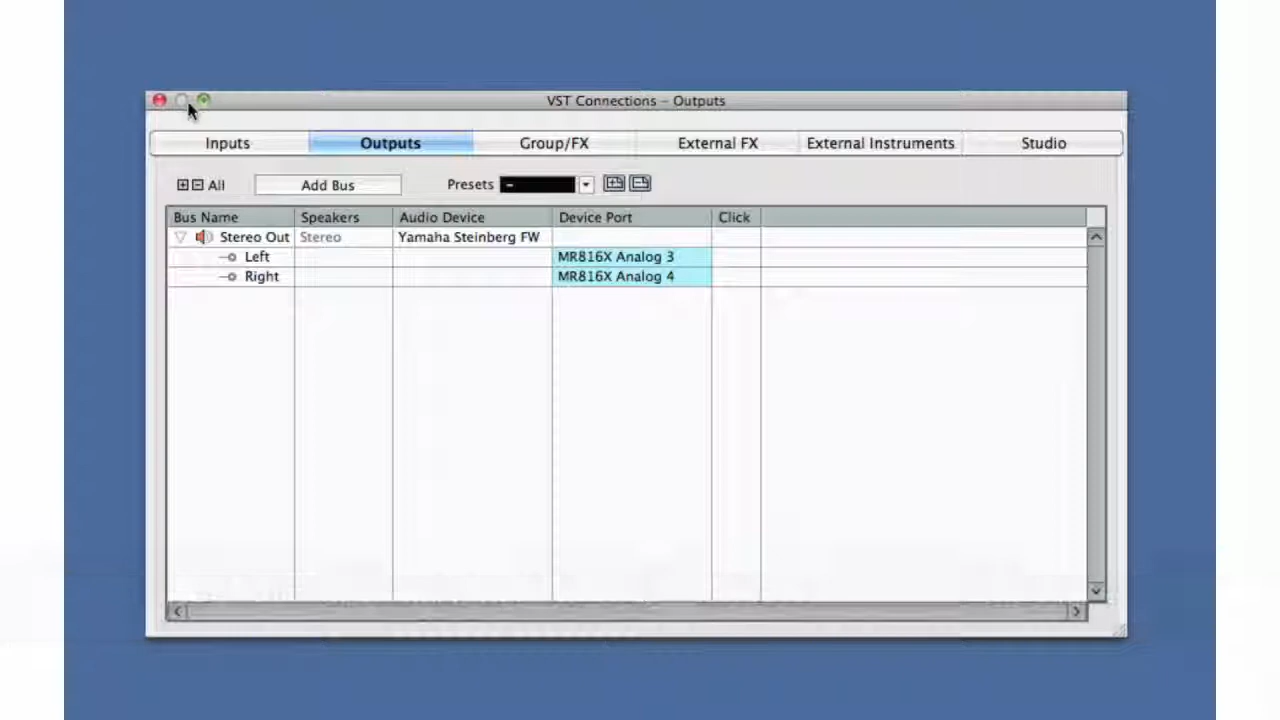 VST Connections – Outputs
Inputs Outputs Group/FX External FX External Instruments Studio
All Add Bus Presets –
Bus Name Speakers Audio Device Device Port Click
Stereo Out Stereo Yamaha Steinberg FW
Left MR816X Analog 3
Right MR816X Analog 4